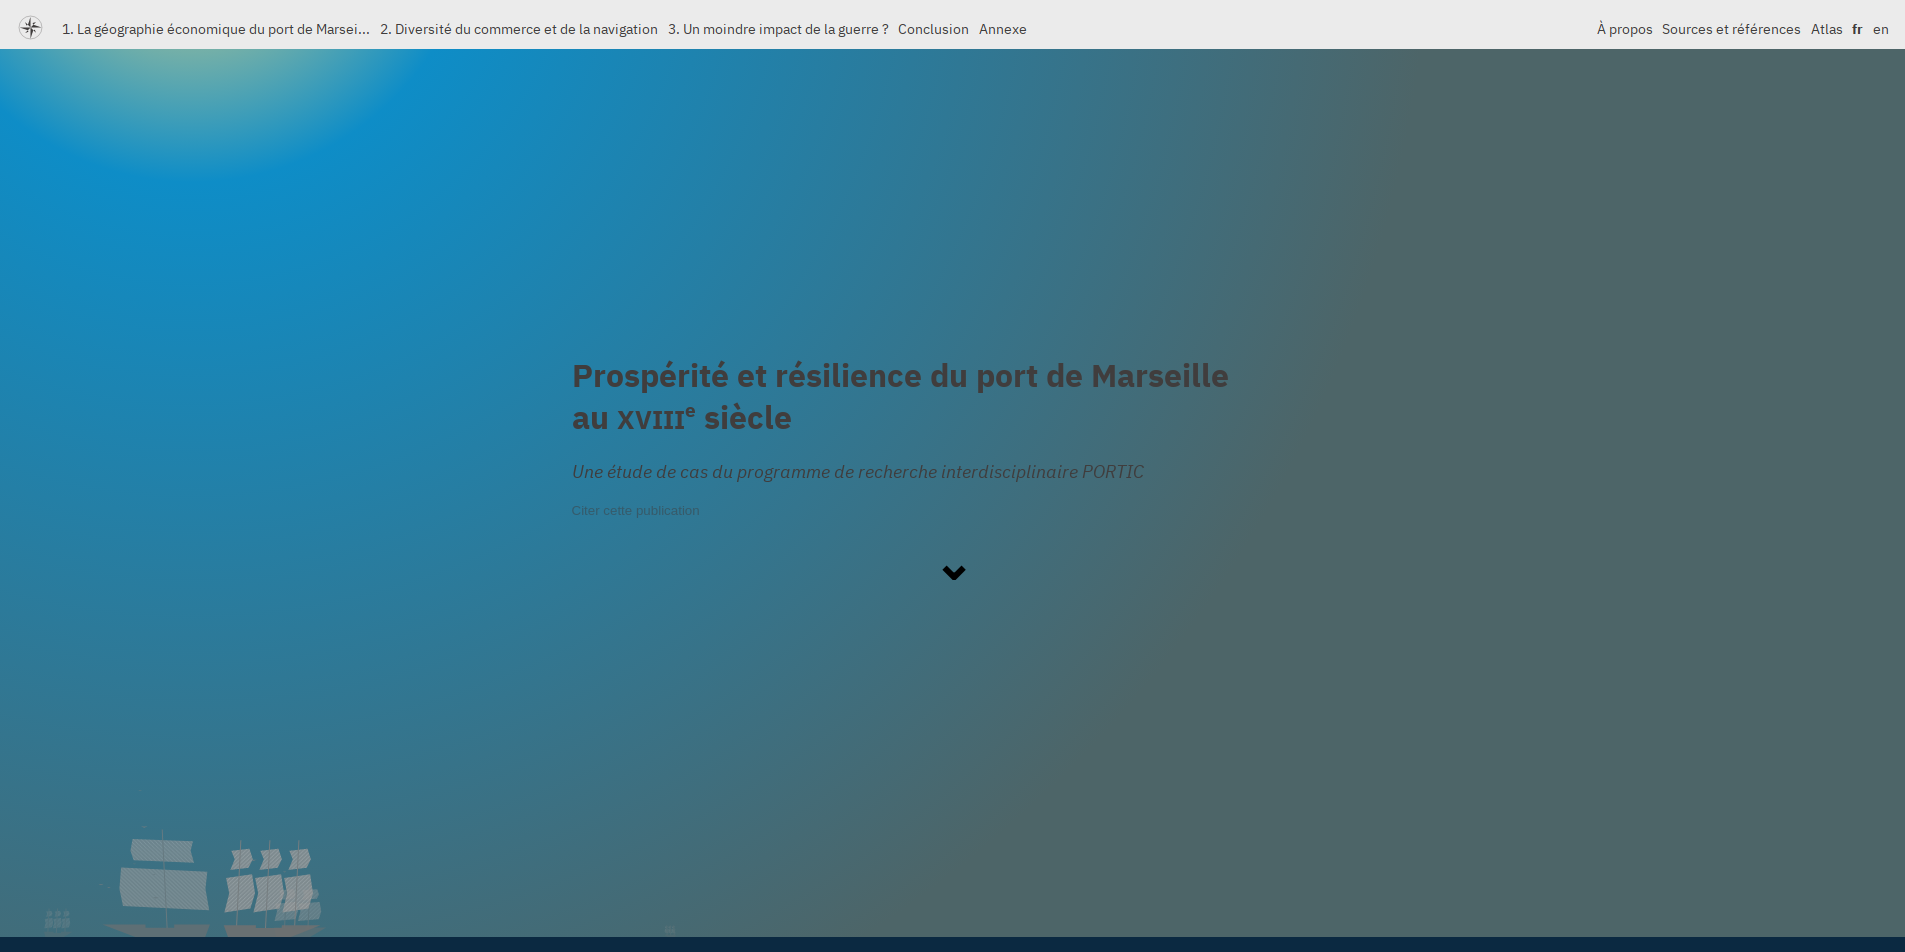 1. La géographie économique du port de Marsei... 2. Diversité du commerce et de la navigation 3. Un moindre impact de la guerre ? Conclusion Annexe À propos Sources et références Atlas fr en
Prospérité et résilience du port de Marseille
au XVIIIe siècle
Une étude de cas du programme de recherche interdisciplinaire PORTIC
Citer cette publication